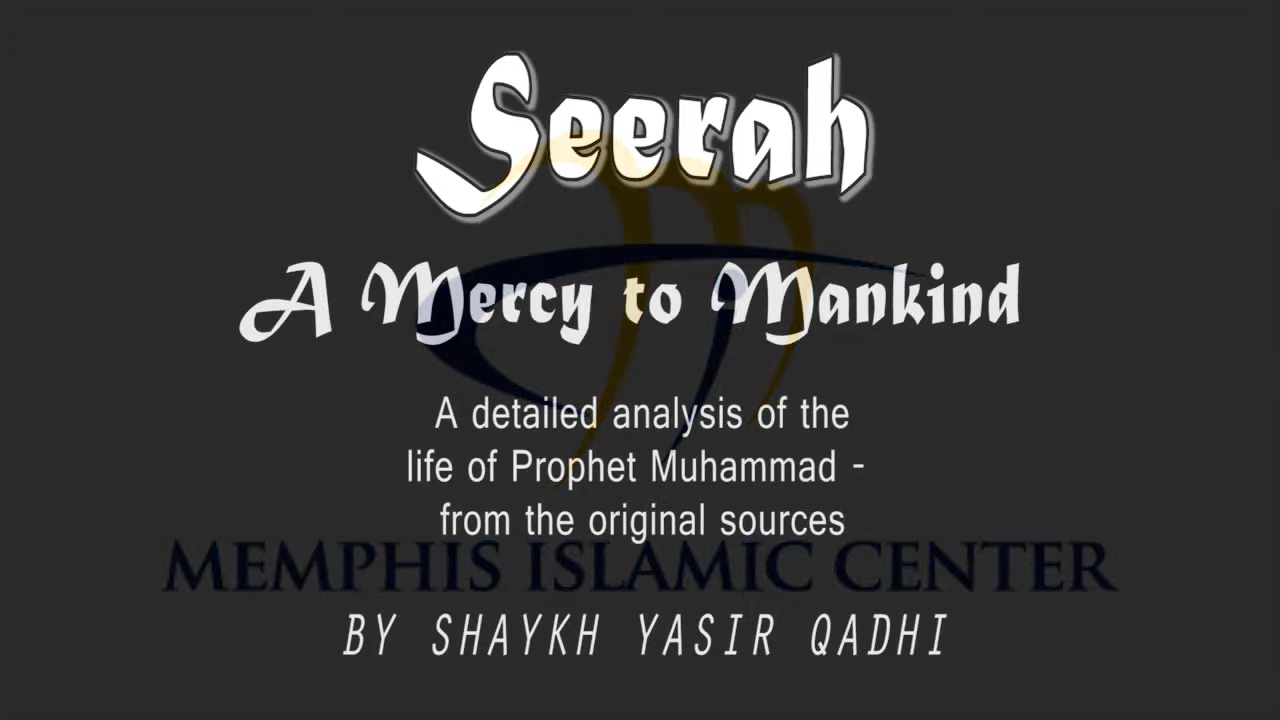 Seerah
A Mercy to Mankind
A detailed analysis of the
life of Prophet Muhammad -
from the original sources
MEMPHIS ISLAMIC CENTER
BY SHAYKH YASIR QADHI